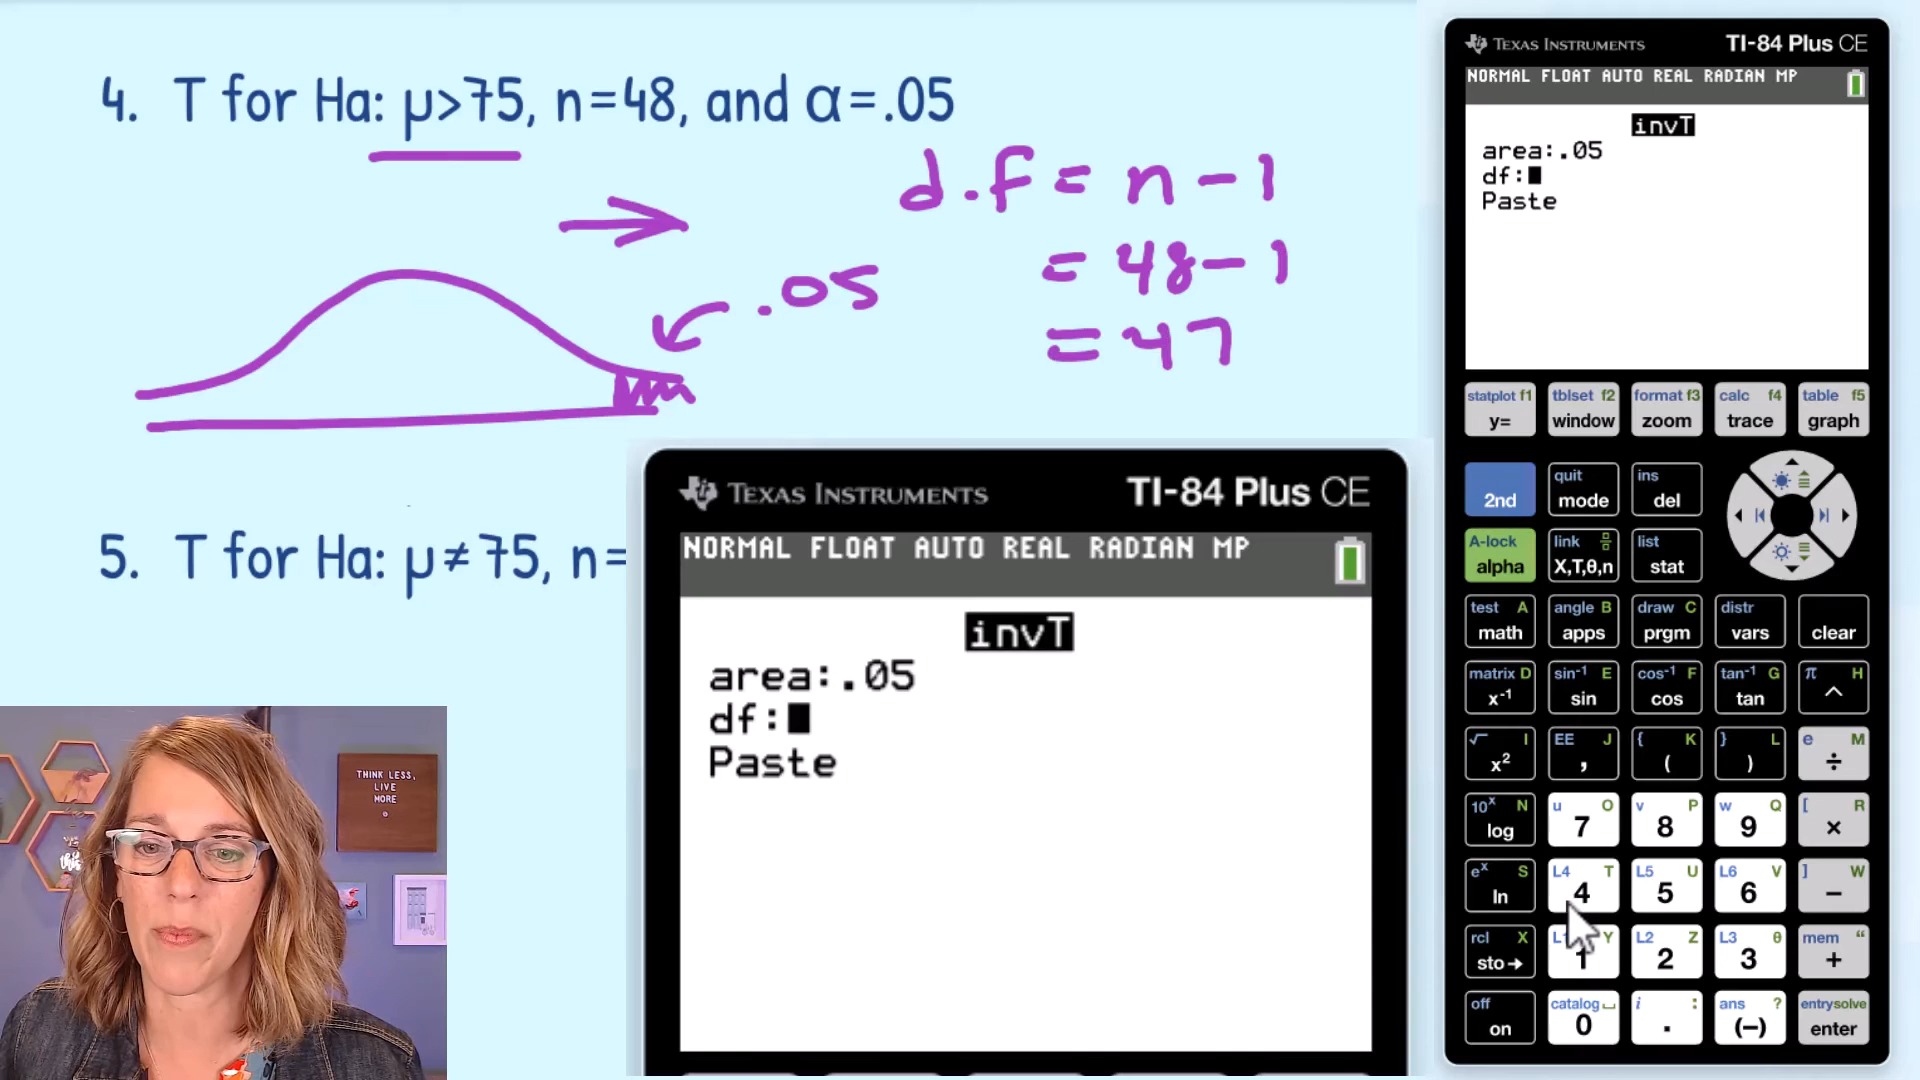 4. T for Ha: μ>75, n=48, and α=.05
d.f = n-1
= 48-1
= 47
.05
5. T for Ha: μ≠75, n=
TEXAS INSTRUMENTS TI-84 Plus CE
NORMAL FLOAT AUTO REAL RADIAN MP
invT
area:.05
df:
Paste
THINK LESS,
LIVE
MORE
TEXAS INSTRUMENTS TI-84 Plus CE
NORMAL FLOAT AUTO REAL RADIAN MP
invT
area:.05
df:
Paste
statplot f1 tblset f2 format f3 calc f4 table f5
y= window zoom trace graph
quit ins
2nd mode del
A-lock link list
alpha X,T,θ,n stat
test A angle B draw C distr
math apps prgm vars clear
matrix D sin⁻¹ E cos⁻¹ F tan⁻¹ G π H
x⁻¹ sin cos tan ^
√ I EE J { K } L e M
x² , ( ) ÷
10ˣ N u O v P w Q [ R
log 7 8 9 ×
eˣ S L4 T L5 U L6 V ] W
ln 4 5 6 −
rcl X L1 Y L2 Z L3 θ mem "
sto→ 1 2 3 +
off catalog i : ans ? entry solve
on 0 . (−) enter